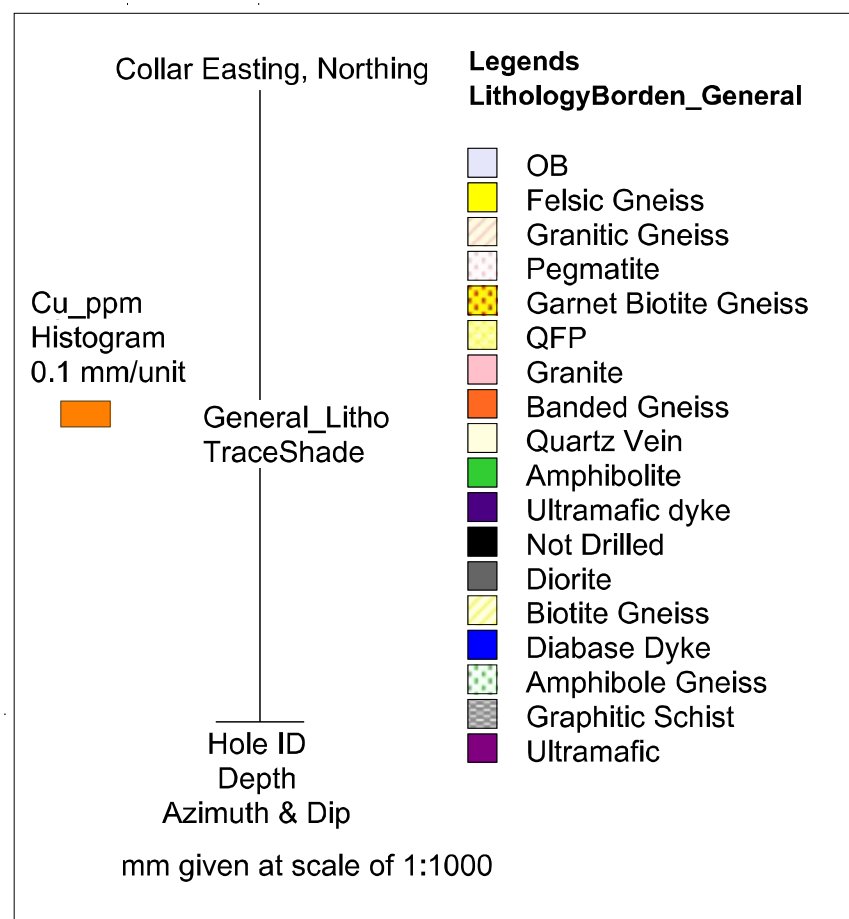 Collar Easting, Northing
Cu_ppm
Histogram
0.1 mm/unit
General_Litho
TraceShade
Hole ID
Depth
Azimuth & Dip
mm given at scale of 1:1000
Legends
LithologyBorden_General
OB
Felsic Gneiss
Granitic Gneiss
Pegmatite
Garnet Biotite Gneiss
QFP
Granite
Banded Gneiss
Quartz Vein
Amphibolite
Ultramafic dyke
Not Drilled
Diorite
Biotite Gneiss
Diabase Dyke
Amphibole Gneiss
Graphitic Schist
Ultramafic